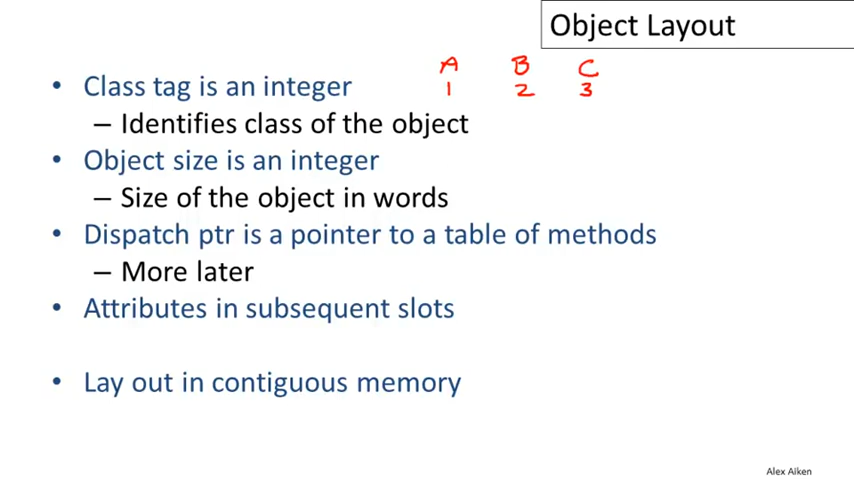 Object Layout
A B C
• Class tag is an integer 1 2 3
– Identifies class of the object
• Object size is an integer
– Size of the object in words
• Dispatch ptr is a pointer to a table of methods
– More later
• Attributes in subsequent slots
• Lay out in contiguous memory
Alex Aiken